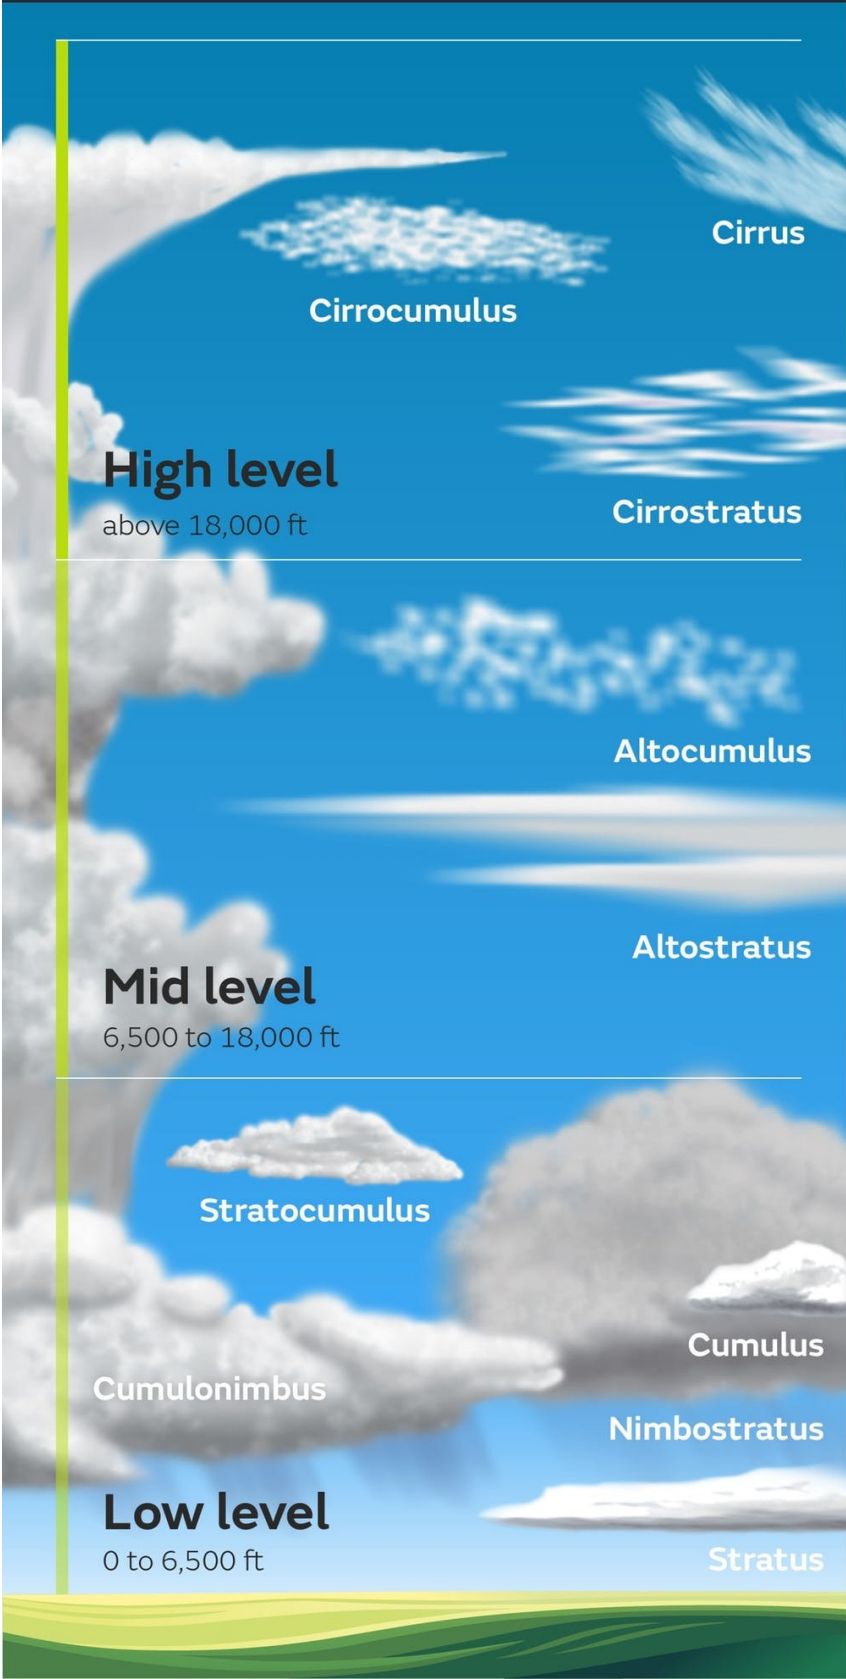 Cirrus
Cirrocumulus
High level
above 18,000 ft
Cirrostratus
Altocumulus
Altostratus
Mid level
6,500 to 18,000 ft
Stratocumulus
Cumulus
Cumulonimbus
Nimbostratus
Low level
0 to 6,500 ft
Stratus